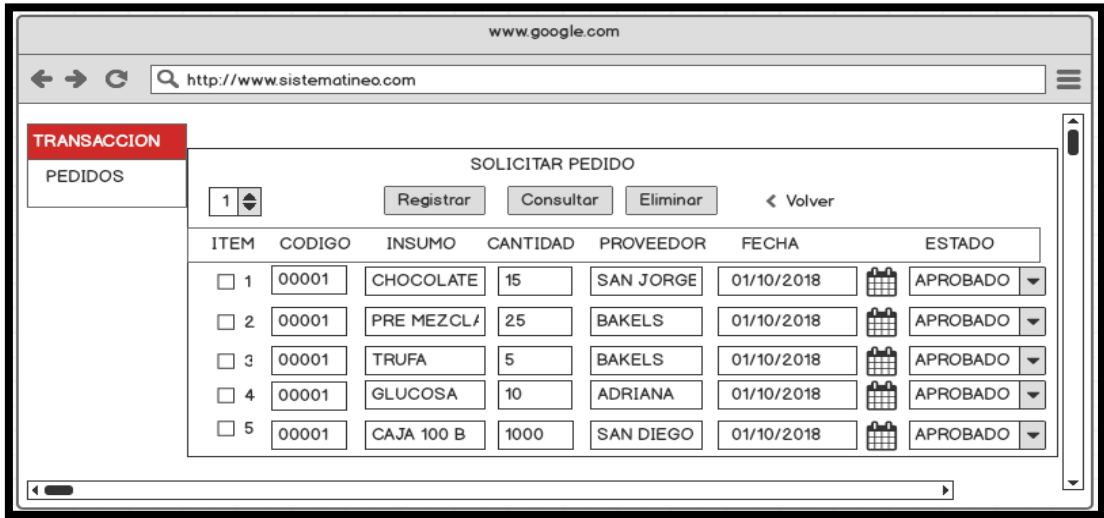 www.google.com
http://www.sistematineo.com
TRANSACCION
PEDIDOS
SOLICITAR PEDIDO
1 Registrar Consultar Eliminar < Volver
ITEM CODIGO INSUMO CANTIDAD PROVEEDOR FECHA ESTADO
1 00001 CHOCOLATE 15 SAN JORGE 01/10/2018 APROBADO
2 00001 PRE MEZCLA 25 BAKELS 01/10/2018 APROBADO
3 00001 TRUFA 5 BAKELS 01/10/2018 APROBADO
4 00001 GLUCOSA 10 ADRIANA 01/10/2018 APROBADO
5 00001 CAJA 100 B 1000 SAN DIEGO 01/10/2018 APROBADO